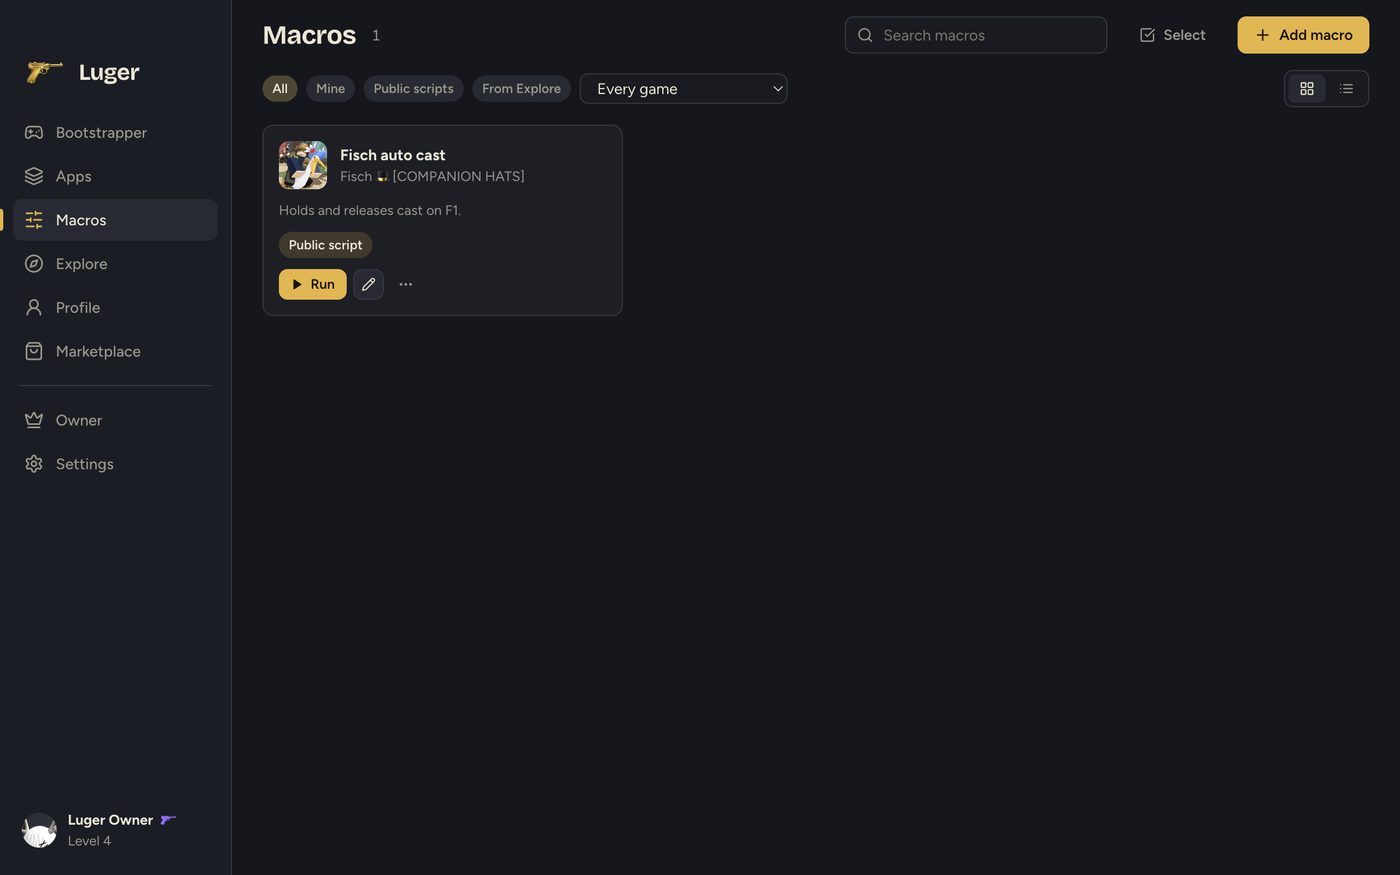 Luger
Bootstrapper
Apps
Macros
Explore
Profile
Marketplace
Owner
Settings
Luger Owner
Level 4
Macros 1
Search macros
Select
Add macro
All
Mine
Public scripts
From Explore
Every game
Fisch auto cast
Fisch [COMPANION HATS]
Holds and releases cast on F1.
Public script
Run